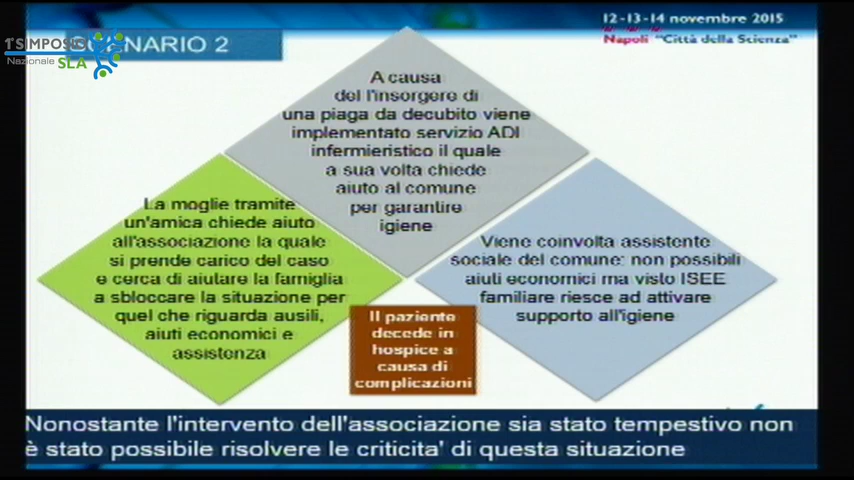 12-13-14 novembre 2015
Napoli "Città della Scienza"
1°SIMPOSIO
Nazionale SLA
SCENARIO 2
A causa
del l'insorgere di
una piaga da decubito viene
implementato servizio ADI
infermieristico il quale
a sua volta chiede
aiuto al comune
per garantire
igiene
La moglie tramite
un'amica chiede aiuto
all'associazione la quale
si prende carico del caso
e cerca di aiutare la famiglia
a sbloccare la situazione per
quel che riguarda ausili,
aiuti economici e
assistenza
Viene coinvolta assistente
sociale del comune: non possibili
aiuti economici ma visto ISEE
familiare riesce ad attivare
supporto all'igiene
Il paziente
decede in
hospice a
causa di
complicazioni
Nonostante l'intervento dell'associazione sia stato tempestivo non
è stato possibile risolvere le criticita' di questa situazione